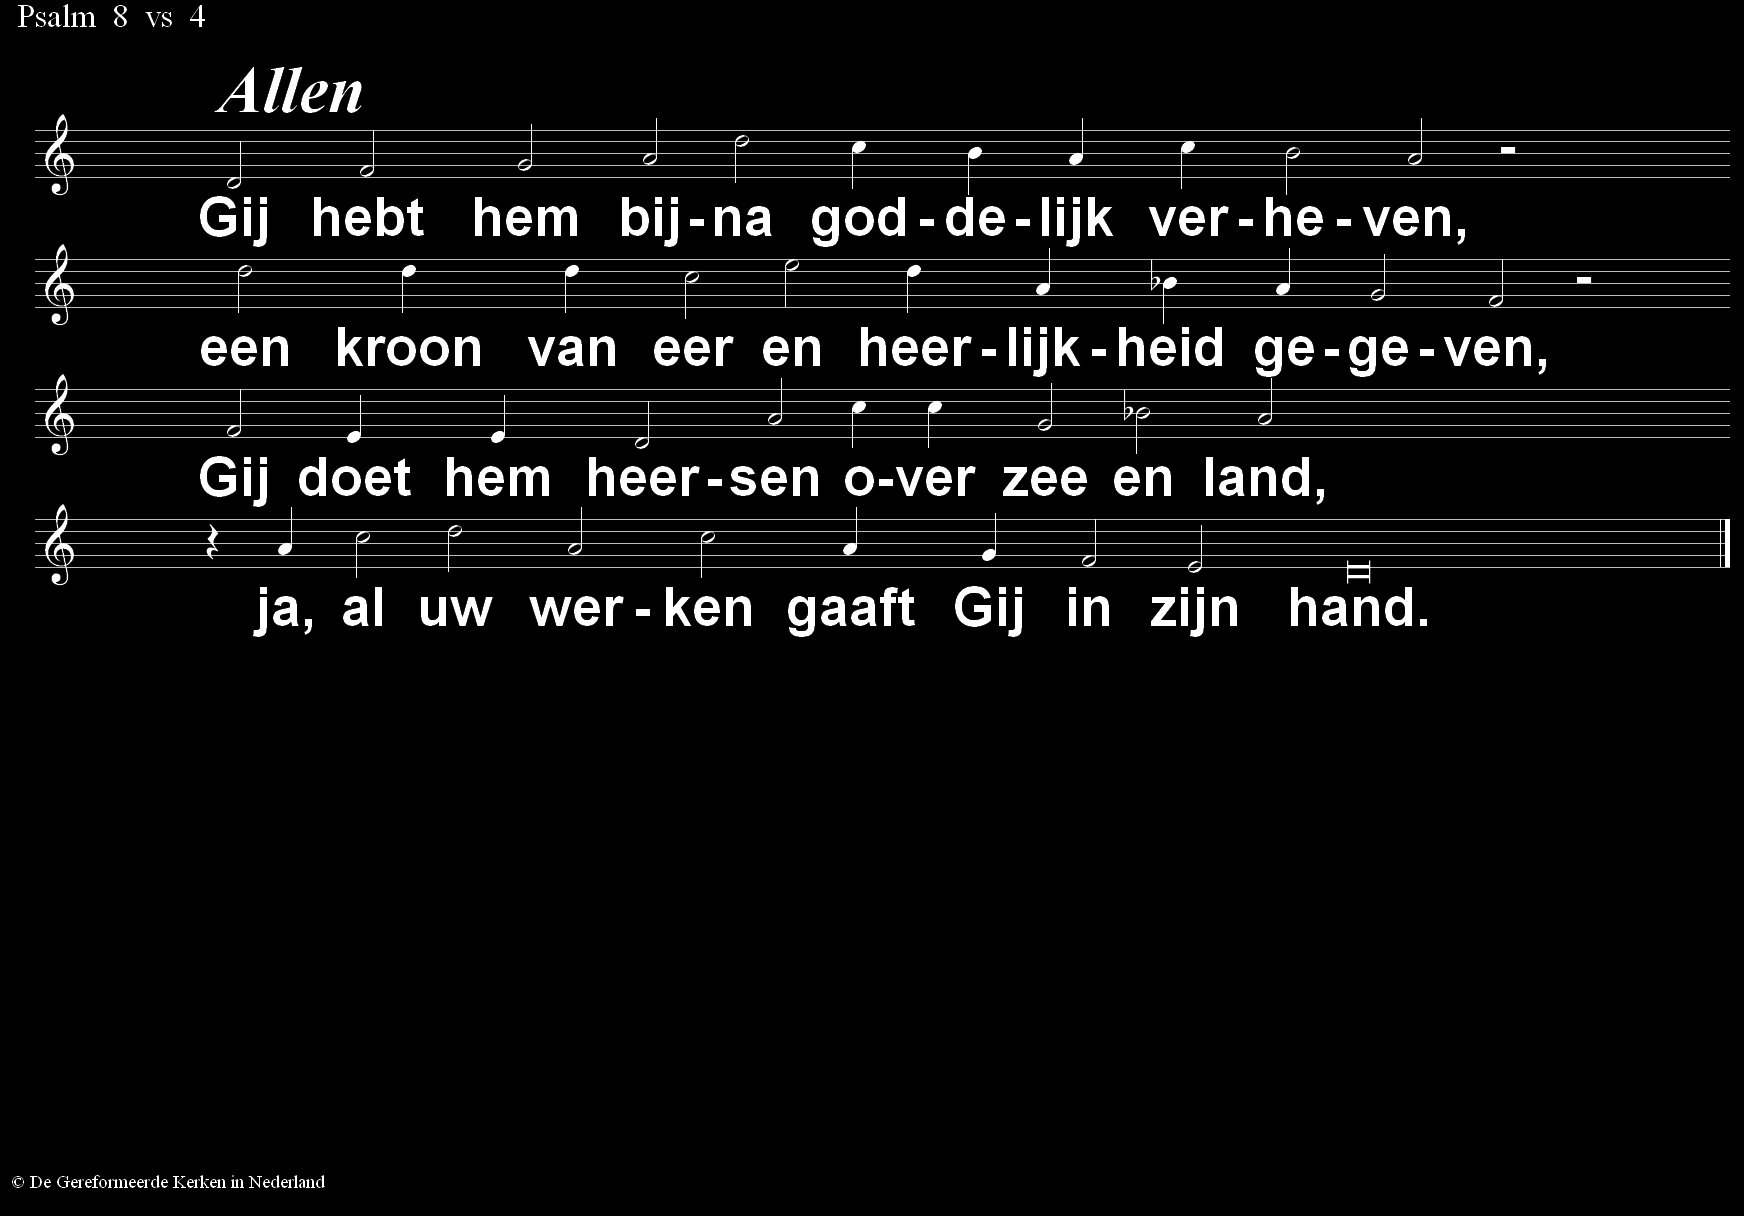 Psalm 8 vs 4
Allen
Gij hebt hem bij-na god-de-lijk ver-he-ven,
een kroon van eer en heer-lijk-heid ge-ge-ven,
Gij doet hem heer-sen o-ver zee en land,
ja, al uw wer-ken gaaft Gij in zijn hand.
© De Gereformeerde Kerken in Nederland